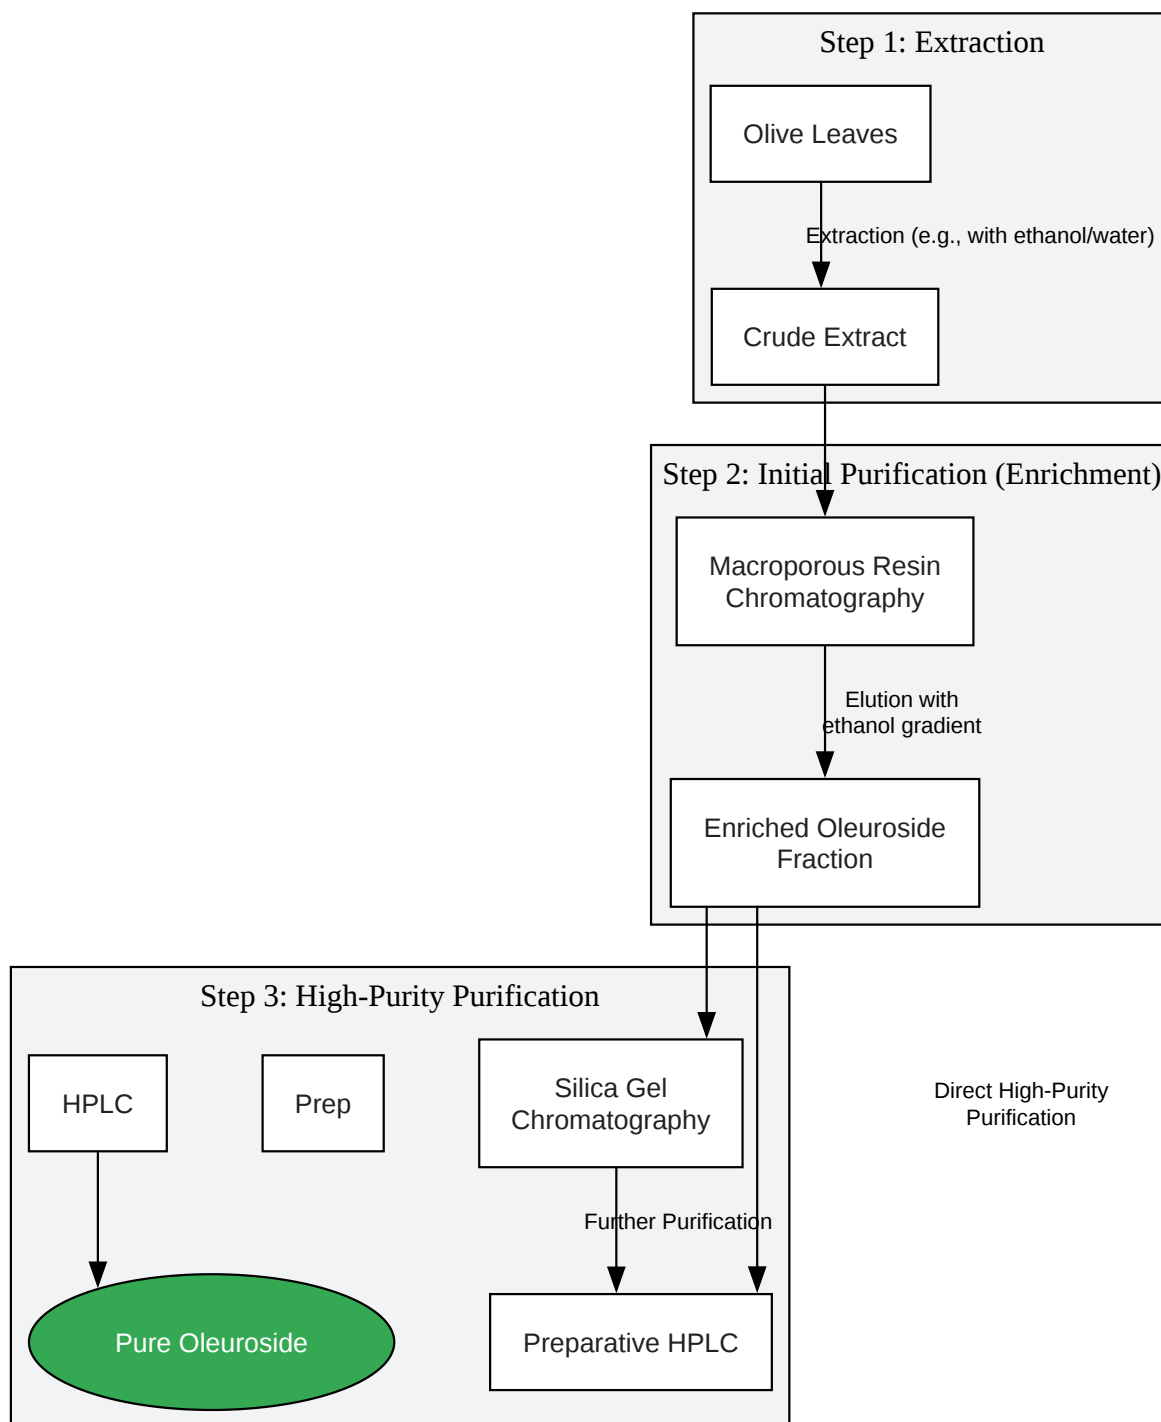 Step 1: Extraction
Olive Leaves
Extraction (e.g., with ethanol/water)
Crude Extract
Step 2: Initial Purification (Enrichment)
Macroporous Resin
Chromatography
Elution with
ethanol gradient
Enriched Oleuroside
Fraction
Step 3: High-Purity Purification
HPLC
Prep
Silica Gel
Chromatography
Direct High-Purity
Purification
Further Purification
Pure Oleuroside
Preparative HPLC